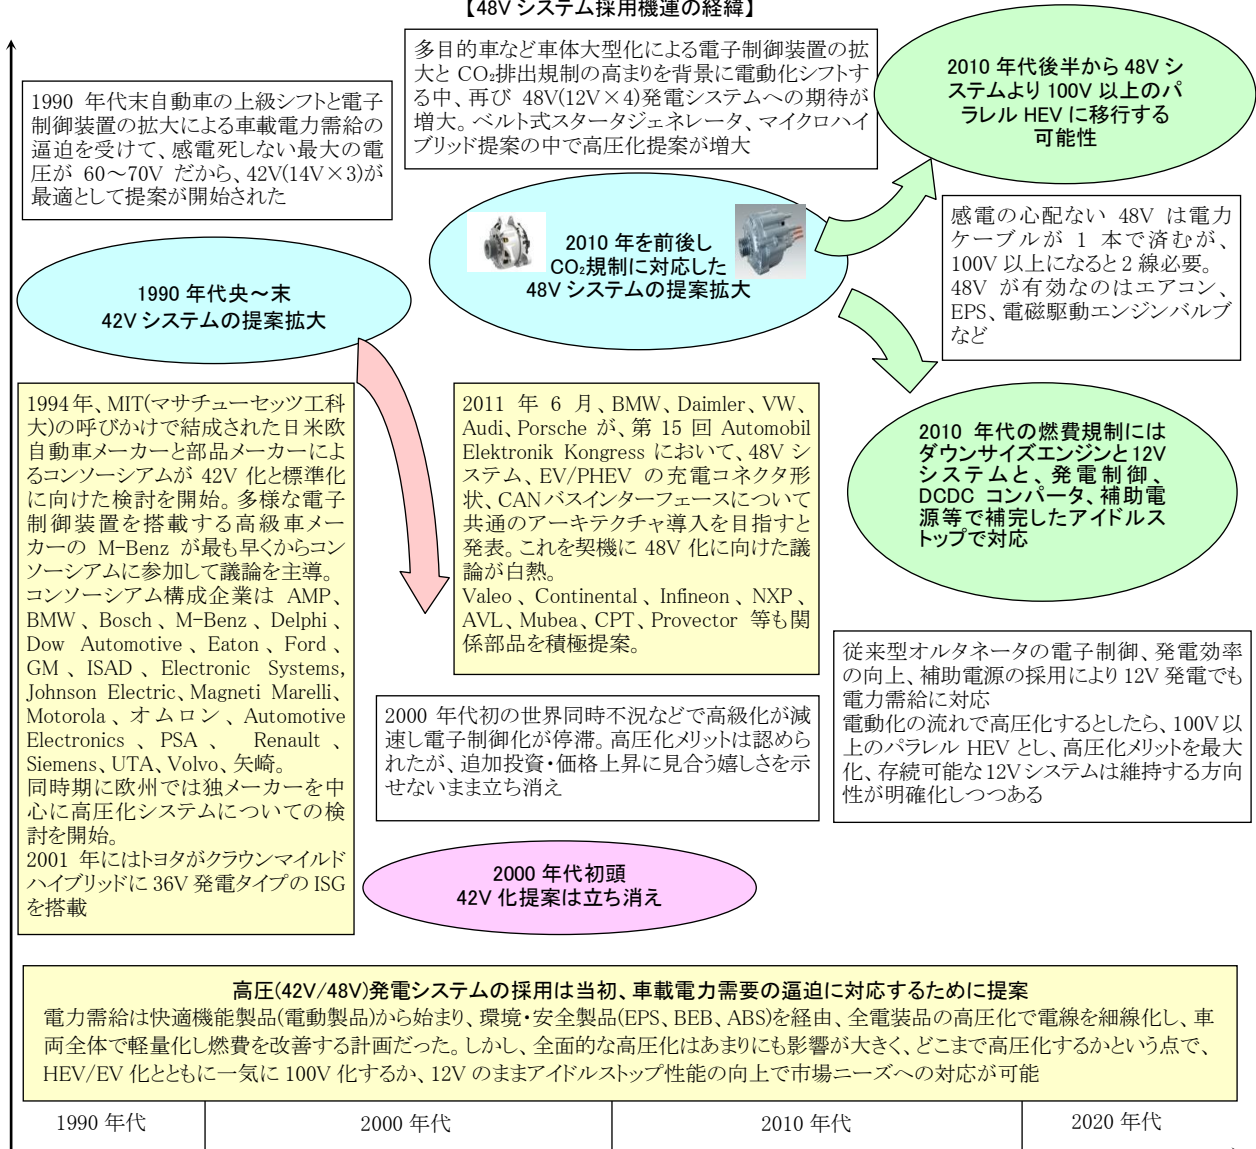 【48V システム採用機運の経緯】
1990 年代末自動車の上級シフトと電子
制御装置の拡大による車載電力需給の
逼迫を受けて、感電死しない最大の電
圧が 60～70V だから、42V(14V×3)が
最適として提案が開始された
多目的車など車体大型化による電子制御装置の拡
大と CO₂排出規制の高まりを背景に電動化シフトす
る中、再び 48V(12V×4)発電システムへの期待が
増大。ベルト式スタータジェネレータ、マイクロハイ
ブリッド提案の中で高圧化提案が増大
2010 年代後半から 48V シ
ステムより 100V 以上のパ
ラレル HEV に移行する
可能性
1990 年代央～末
42V システムの提案拡大
2010 年を前後し
CO₂規制に対応した
48V システムの提案拡大
感電の心配ない 48V は電力
ケーブルが 1 本で済むが、
100V 以上になると 2 線必要。
48V が有効なのはエアコン、
EPS、電磁駆動エンジンバルブ
など
1994年、MIT(マサチューセッツ工科
大)の呼びかけで結成された日米欧
自動車メーカーと部品メーカーによ
るコンソーシアムが 42V 化と標準化
に向けた検討を開始。多様な電子
制御装置を搭載する高級車メー
カーの M-Benz が最も早くからコン
ソーシアムに参加して議論を主導。
コンソーシアム構成企業は AMP、
BMW、Bosch、M-Benz、Delphi、
Dow Automotive、Eaton、Ford、
GM、ISAD、Electronic Systems,
Johnson Electric、Magneti Marelli、
Motorola、オムロン、Automotive
Electronics、PSA、 Renault、
Siemens、UTA、Volvo、矢崎。
同時期に欧州では独メーカーを中
心に高圧化システムについての検
討を開始。
2001 年にはトヨタがクラウンマイルド
ハイブリッドに 36V 発電タイプの ISG
を搭載
2011 年 6 月、BMW、Daimler、VW、
Audi、Porsche が、第 15 回 Automobil
Elektronik Kongress において、48V シ
ステム、EV/PHEV の充電コネクタ形
状、CANバスインターフェースについて
共通のアーキテクチャ導入を目指すと
発表。これを契機に 48V 化に向けた議
論が白熱。
Valeo、Continental、Infineon、NXP、
AVL、Mubea、CPT、Provector 等も関
係部品を積極提案。
2010 年代の燃費規制には
ダウンサイズエンジンと12V
システムと、発電制御、
DCDC コンパータ、補助電
源等で補完したアイドルス
トップで対応
2000 年代初の世界同時不況などで高級化が減
速し電子制御化が停滞。高圧化メリットは認めら
れたが、追加投資・価格上昇に見合う嬉しさを示
せないまま立ち消え
従来型オルタネータの電子制御、発電効率
の向上、補助電源の採用により 12V 発電でも
電力需給に対応
電動化の流れで高圧化するとしたら、100V以
上のパラレル HEV とし、高圧化メリットを最大
化、存続可能な12Vシステムは維持する方向
性が明確化しつつある
2000 年代初頭
42V 化提案は立ち消え
高圧(42V/48V)発電システムの採用は当初、車載電力需要の逼迫に対応するために提案
電力需給は快適機能製品(電動製品)から始まり、環境・安全製品(EPS、BEB、ABS)を経由、全電装品の高圧化で電線を細線化し、車
両全体で軽量化し燃費を改善する計画だった。しかし、全面的な高圧化はあまりにも影響が大きく、どこまで高圧化するかという点で、
HEV/EV 化とともに一気に 100V 化するか、12V のままアイドルストップ性能の向上で市場ニーズへの対応が可能
1990 年代
2000 年代
2010 年代
2020 年代